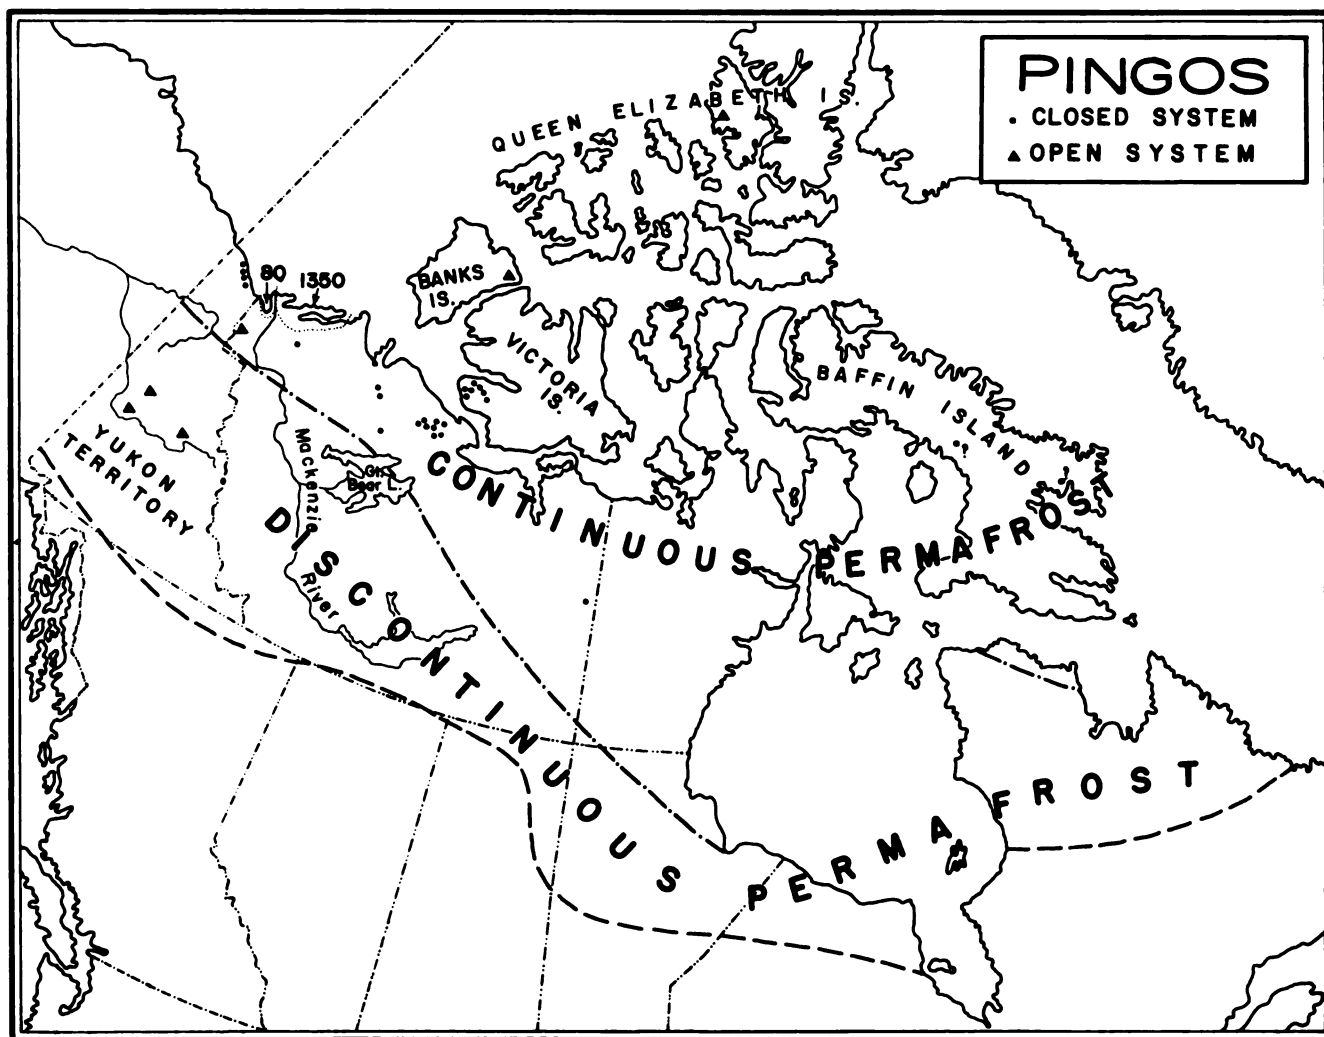 PINGOS
. CLOSED SYSTEM
▲ OPEN SYSTEM
QUEEN ELIZABETH IS.
80
1350
BANKS
IS.
VICTORIA
IS.
BAFFIN ISLAND
YUKON
TERRITORY
Mackenzie
River
Gt.
Bear L.
CONTINUOUS PERMAFROST
DISCONTINUOUS PERMAFROST